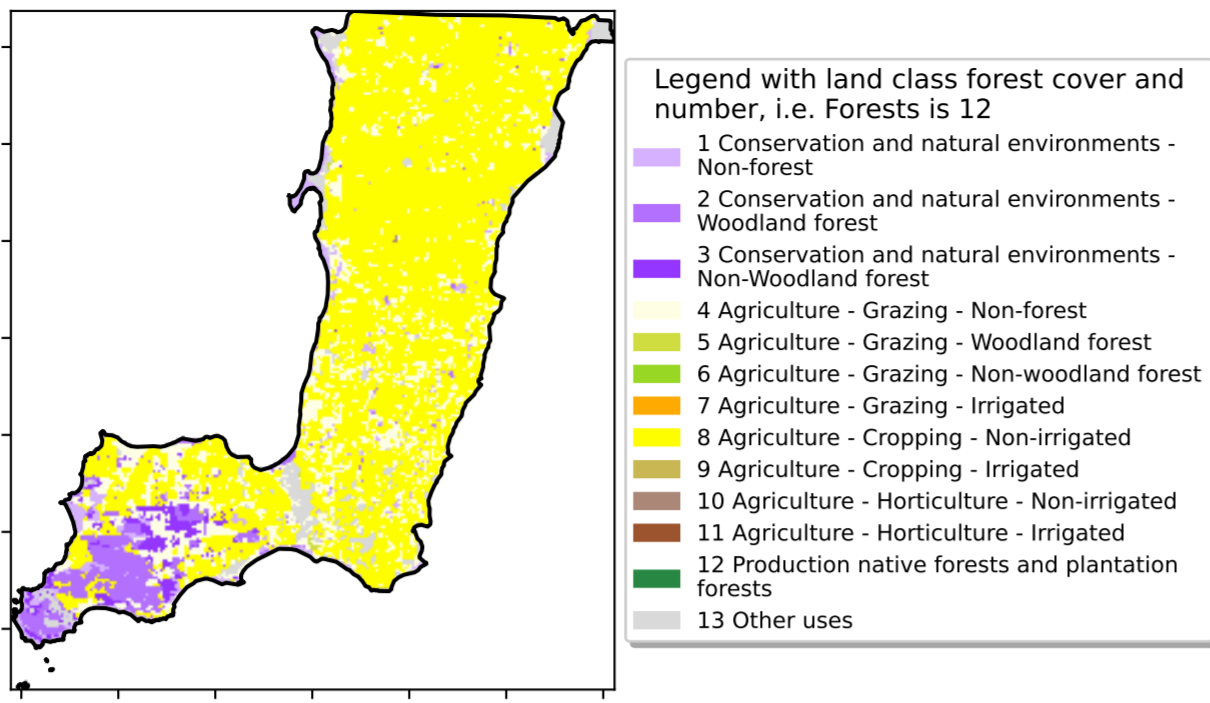 Legend with land class forest cover and
number, i.e. Forests is 12
1 Conservation and natural environments -
Non-forest
2 Conservation and natural environments -
Woodland forest
3 Conservation and natural environments -
Non-Woodland forest
4 Agriculture - Grazing - Non-forest
5 Agriculture - Grazing - Woodland forest
6 Agriculture - Grazing - Non-woodland forest
7 Agriculture - Grazing - Irrigated
8 Agriculture - Cropping - Non-irrigated
9 Agriculture - Cropping - Irrigated
10 Agriculture - Horticulture - Non-irrigated
11 Agriculture - Horticulture - Irrigated
12 Production native forests and plantation
forests
13 Other uses